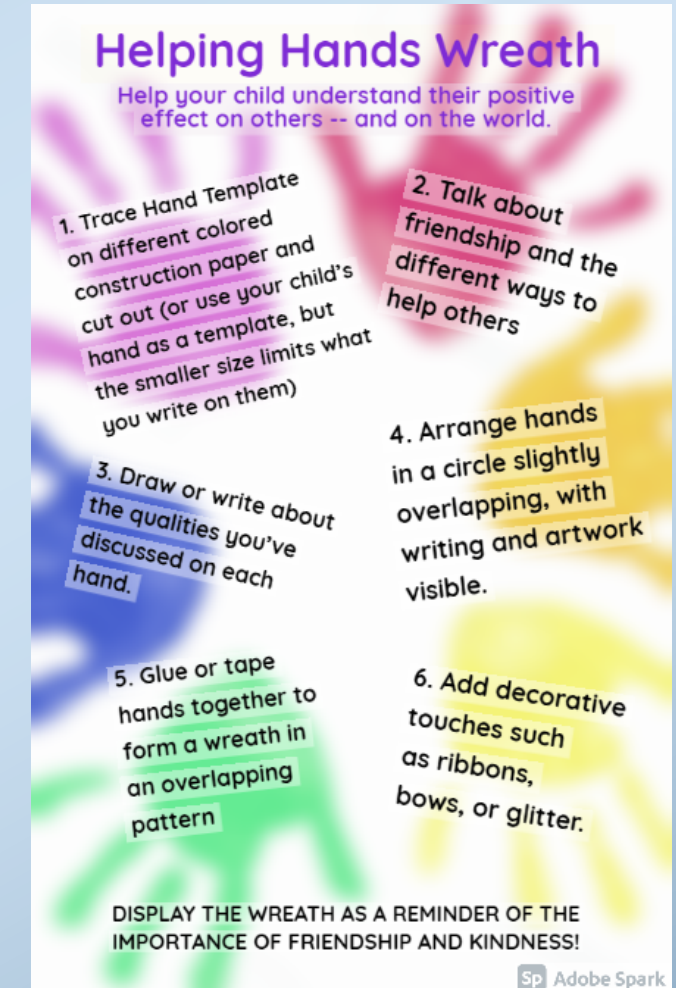 Helping Hands Wreath
Help your child understand their positive
effect on others -- and on the world.
1. Trace Hand Template
on different colored
construction paper and
cut out (or use your child's
hand as a template, but
the smaller size limits what
you write on them)
2. Talk about
friendship and the
different ways to
help others
3. Draw or write about
the qualities you've
discussed on each
hand.
4. Arrange hands
in a circle slightly
overlapping, with
writing and artwork
visible.
5. Glue or tape
hands together to
form a wreath in
an overlapping
pattern
6. Add decorative
touches such
as ribbons,
bows, or glitter.
DISPLAY THE WREATH AS A REMINDER OF THE
IMPORTANCE OF FRIENDSHIP AND KINDNESS!
Sp Adobe Spark